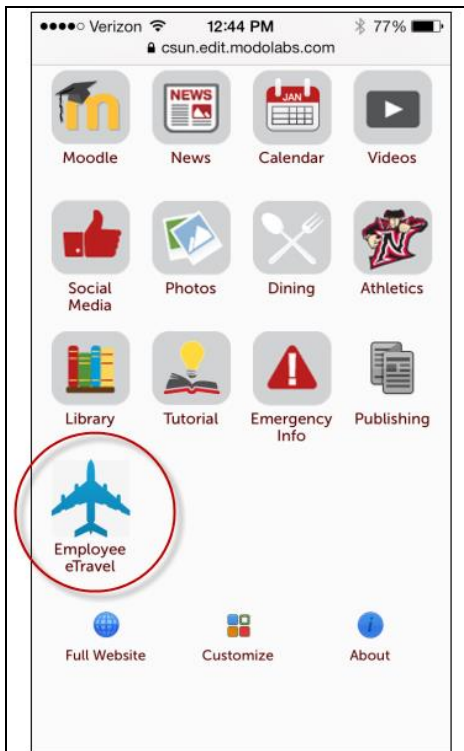 Verizon 12:44 PM 77%
csun.edit.modolabs.com
m NEWS JAN
Moodle News Calendar Videos
N
Social Media Photos Dining Athletics
Library Tutorial Emergency Info Publishing
Employee
eTravel
i
Full Website Customize About